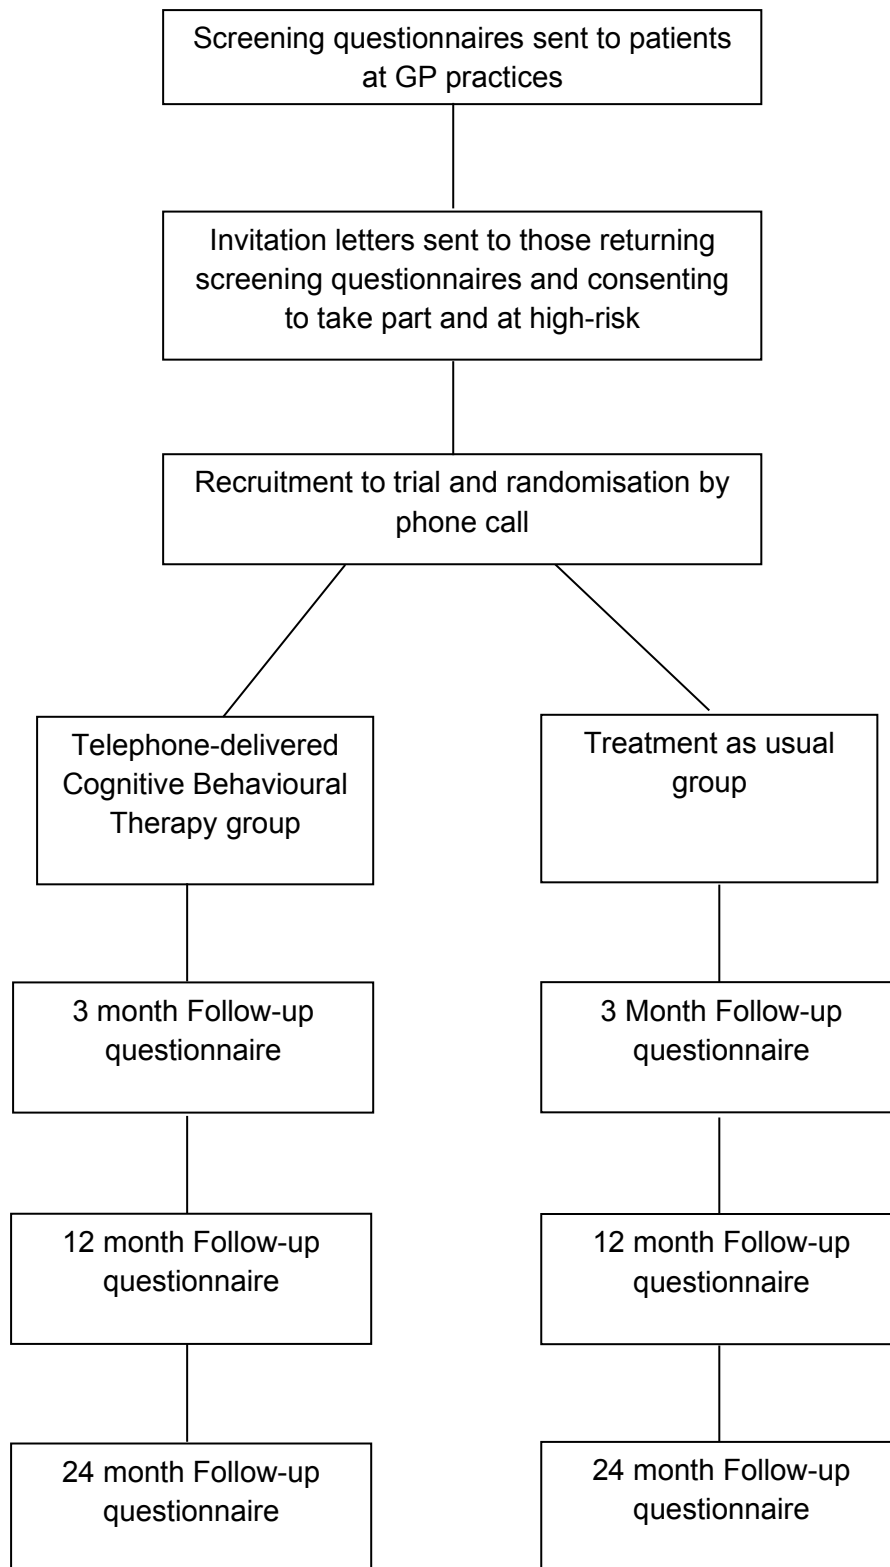 Screening questionnaires sent to patients
at GP practices
Invitation letters sent to those returning
screening questionnaires and consenting
to take part and at high-risk
Recruitment to trial and randomisation by
phone call
Telephone-delivered
Cognitive Behavioural
Therapy group
Treatment as usual
group
3 month Follow-up
questionnaire
3 Month Follow-up
questionnaire
12 month Follow-up
questionnaire
12 month Follow-up
questionnaire
24 month Follow-up
questionnaire
24 month Follow-up
questionnaire